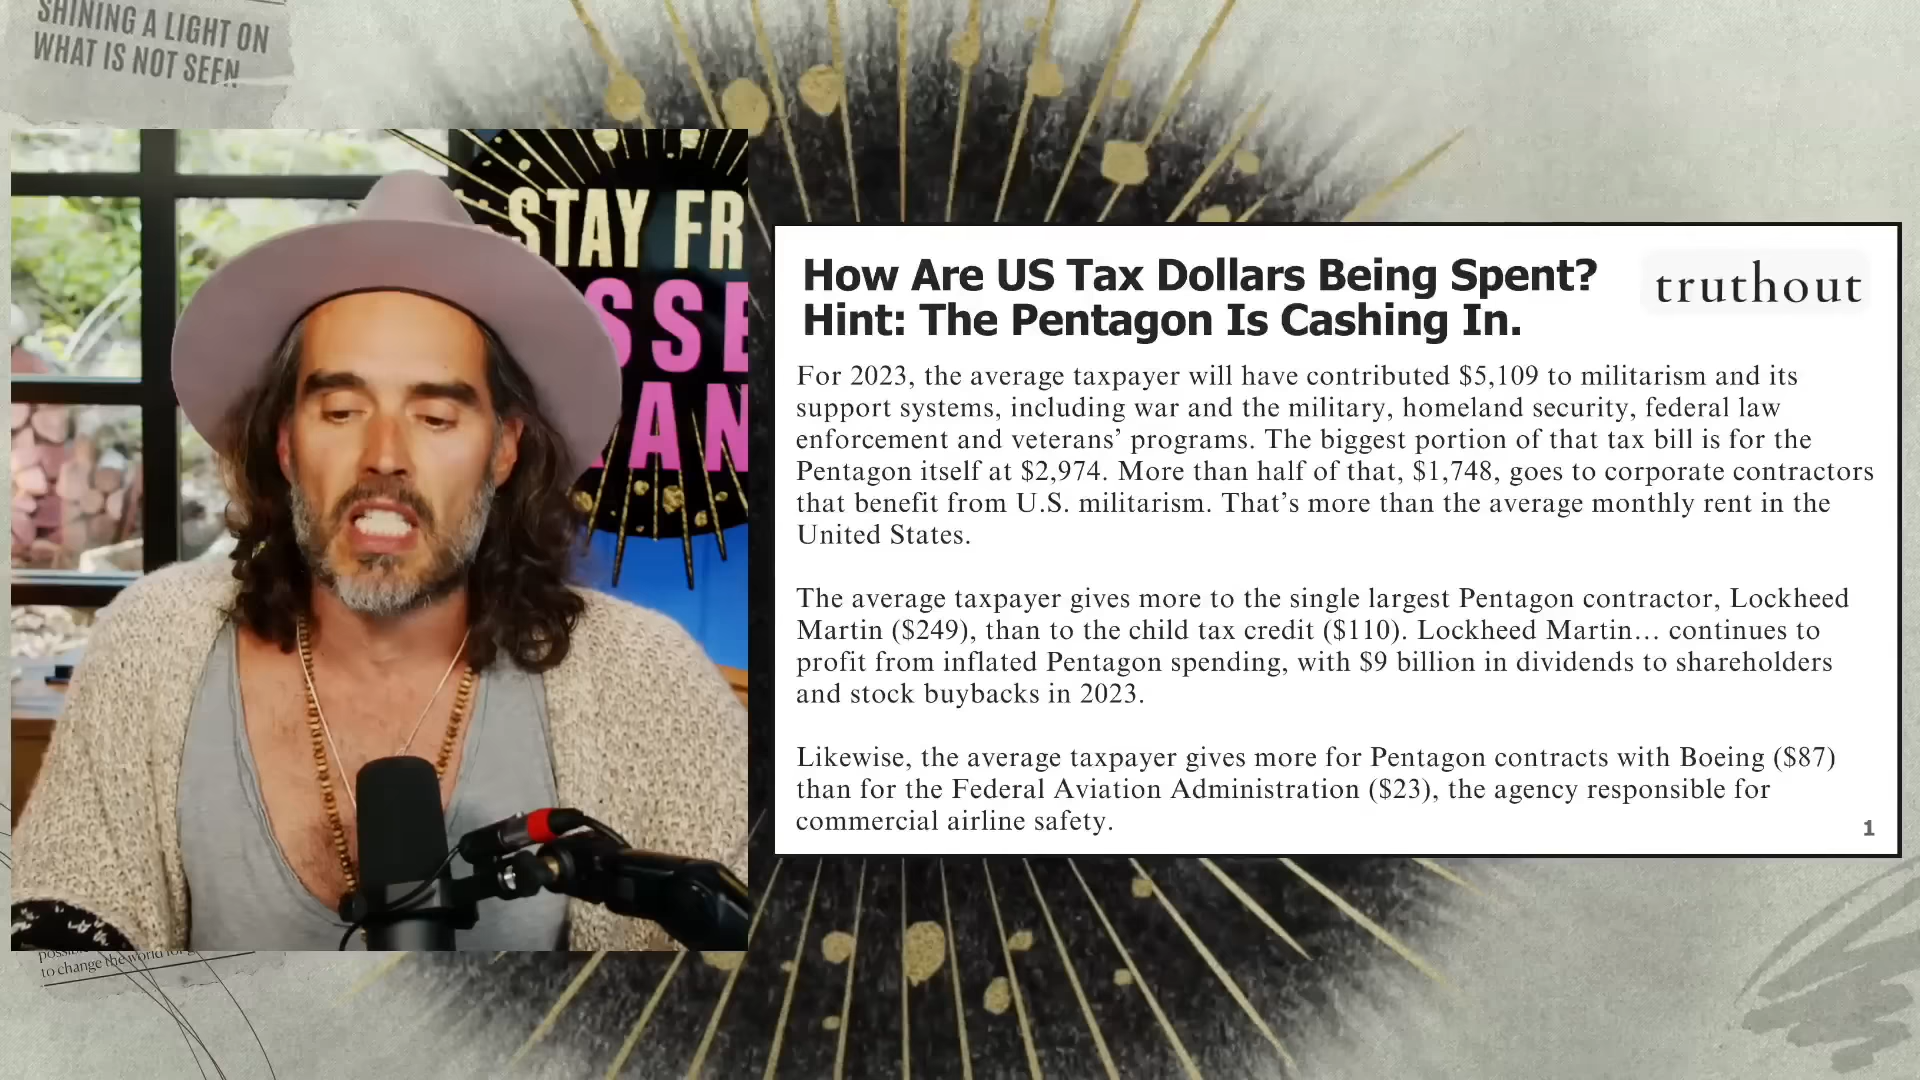 SHINING A LIGHT ON
WHAT IS NOT SEEN
STAY FR
SSE
AN
How Are US Tax Dollars Being Spent?
Hint: The Pentagon Is Cashing In.
truthout
For 2023, the average taxpayer will have contributed $5,109 to militarism and its
support systems, including war and the military, homeland security, federal law
enforcement and veterans’ programs. The biggest portion of that tax bill is for the
Pentagon itself at $2,974. More than half of that, $1,748, goes to corporate contractors
that benefit from U.S. militarism. That’s more than the average monthly rent in the
United States.
The average taxpayer gives more to the single largest Pentagon contractor, Lockheed
Martin ($249), than to the child tax credit ($110). Lockheed Martin… continues to
profit from inflated Pentagon spending, with $9 billion in dividends to shareholders
and stock buybacks in 2023.
Likewise, the average taxpayer gives more for Pentagon contracts with Boeing ($87)
than for the Federal Aviation Administration ($23), the agency responsible for
commercial airline safety.
1
to change the world